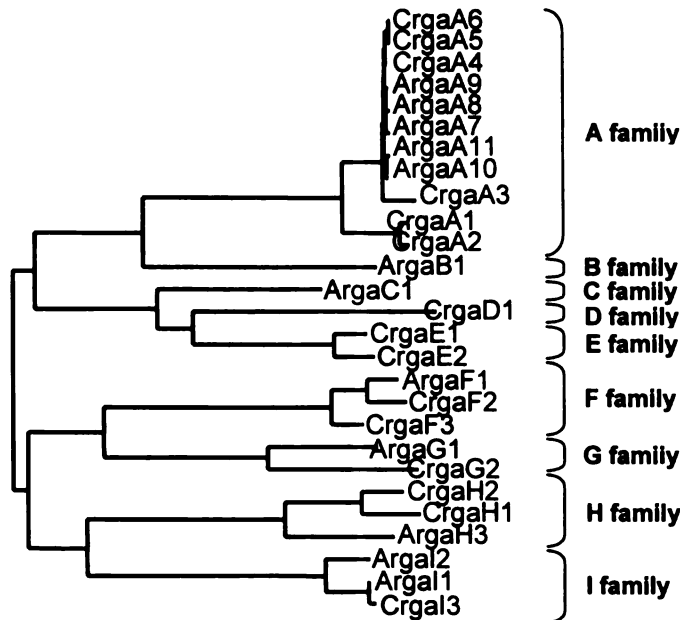 CrgaA6
CrgaA5
CrgaA4
ArgaA9
ArgaA8
ArgaA7
ArgaA11
ArgaA10
CrgaA3
CrgaA1
CrgaA2
A family
ArgaB1
B family
ArgaC1
C family
CrgaD1
D family
CrgaE1
CrgaE2
E family
ArgaF1
CrgaF2
CrgaF3
F family
ArgaG1
CrgaG2
G family
CrgaH2
CrgaH1
ArgaH3
H family
ArgaI2
ArgaI1
CrgaI3
I family